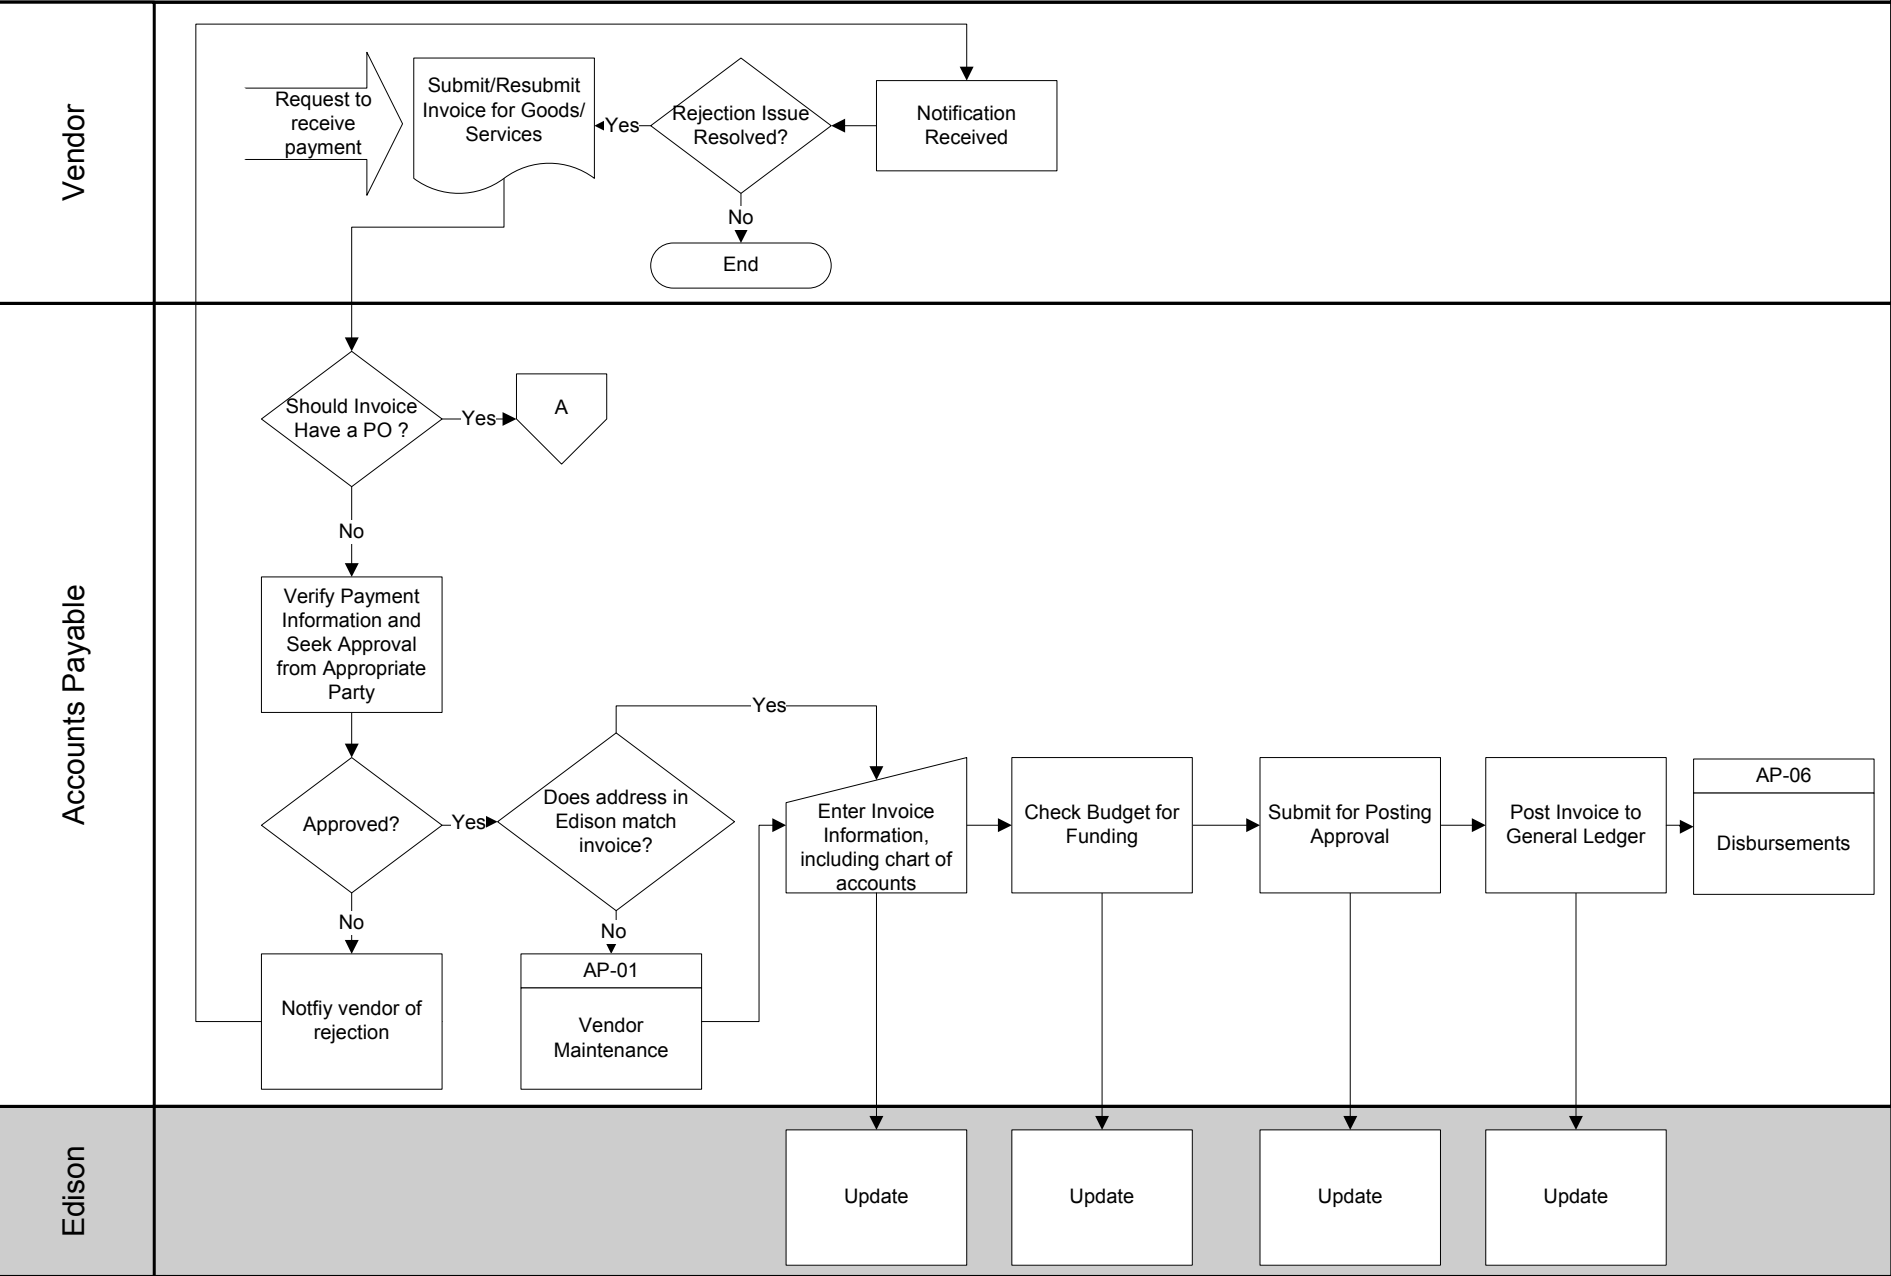 Vendor
Request to
receive
payment
Submit/Resubmit
Invoice for Goods/
Services
Yes
Rejection Issue
Resolved?
Notification
Received
No
End
Accounts Payable
Should Invoice
Have a PO ?
Yes
A
No
Verify Payment
Information and
Seek Approval
from Appropriate
Party
Approved?
Yes
Does address in
Edison match
invoice?
Yes
Enter Invoice
Information,
including chart of
accounts
Check Budget for
Funding
Submit for Posting
Approval
Post Invoice to
General Ledger
AP-06
Disbursements
No
No
Notfiy vendor of
rejection
AP-01
Vendor
Maintenance
Edison
Update
Update
Update
Update